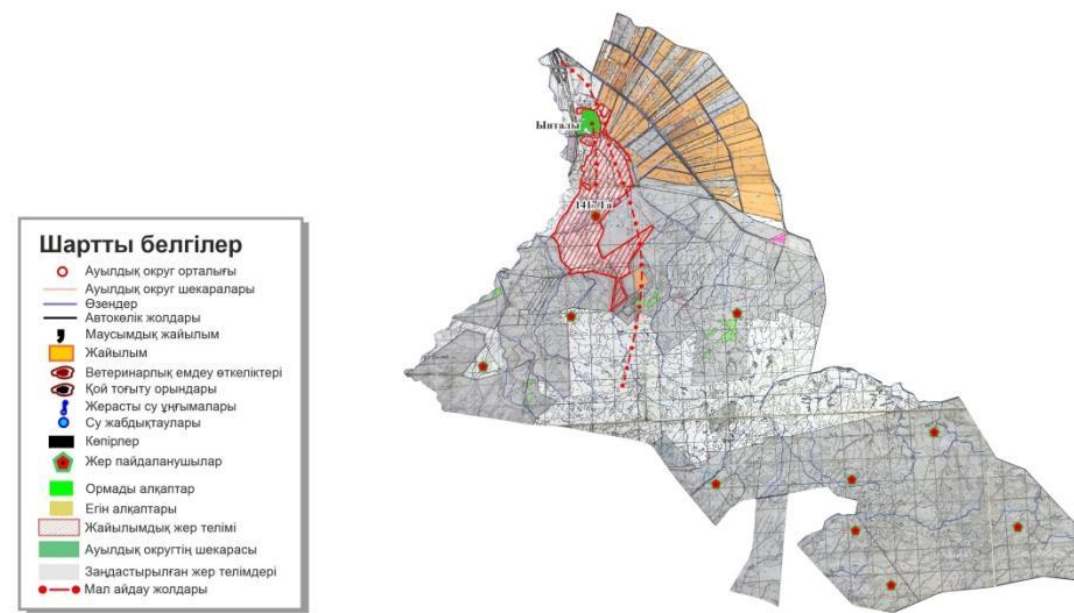 Ынталы
Шартты белгілер
Ауылдық округ орталығы
Ауылдық округ шекаралары
Өзендер
Автокөлік жолдары
Маусымдық жайылым
Жайылым
Ветеринарлық емдеу өткеліктері
Қой тоғыту орындары
Жерасты су ұңғымалары
Су жабдықтаулары
Көпірлер
Жер пайдаланушылар
Ормады алқаптар
Егін алқаптары
Жайылымдық жер телімі
Ауылдық округтің шекарасы
Заңдастырылған жер телімдері
Мал айдау жолдары